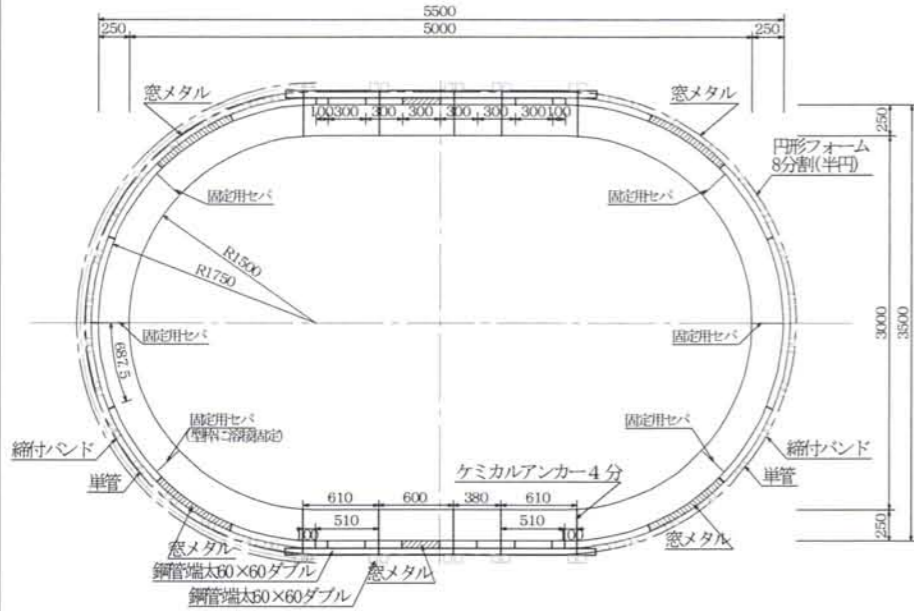 5500
250
5000
250
窓メタル
窓メタル
100
300
300
300
300
300
100
250
円形フォーム
8分割(半円)
固定用セパ
固定用セパ
R1500
R1750
固定用セパ
固定用セパ
3000
3500
687.5
固定用セパ
(型枠に溶接固定)
固定用セパ
締付バンド
締付バンド
ケミカルアンカー4分
単管
単管
610
600
380
610
510
510
100
100
250
窓メタル
窓メタル
鋼管端太60×60ダブル
窓メタル
鋼管端太60×60ダブル